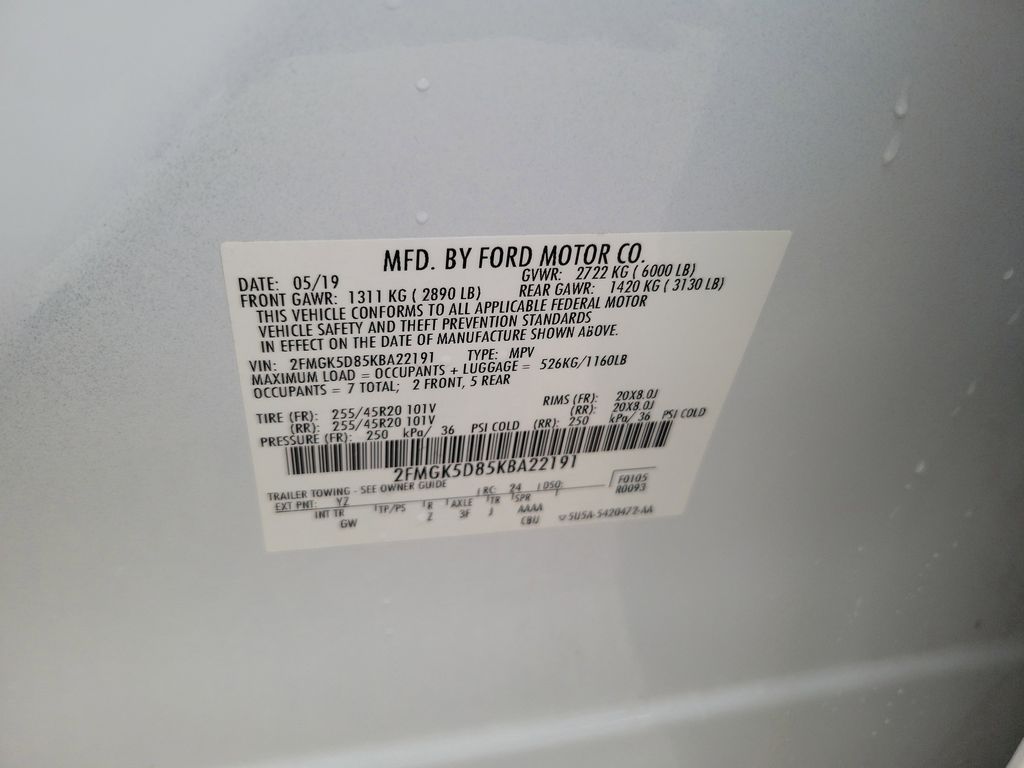 MFD. BY FORD MOTOR CO.
DATE: 05/19 GVWR: 2722 KG ( 6000 LB)
FRONT GAWR: 1311 KG ( 2890 LB) REAR GAWR: 1420 KG ( 3130 LB)
THIS VEHICLE CONFORMS TO ALL APPLICABLE FEDERAL MOTOR
VEHICLE SAFETY AND THEFT PREVENTION STANDARDS
IN EFFECT ON THE DATE OF MANUFACTURE SHOWN ABOVE.
VIN: 2FMGK5D85KBA22191 TYPE: MPV
MAXIMUM LOAD = OCCUPANTS + LUGGAGE = 526KG/1160LB
OCCUPANTS = 7 TOTAL; 2 FRONT, 5 REAR
TIRE (FR): 255/45R20 101V RIMS (FR): 20X8.0J
(RR): 255/45R20 101V (RR): 20X8.0J
PRESSURE (FR): 250 kPa/ 36 PSI COLD (RR): 250 kPa/ 36 PSI COLD
2FMGK5D85KBA22191
TRAILER TOWING - SEE OWNER GUIDE
EXT PNT: YZ RC: 24 DSO: F0105
R0093
INT TR TP/PS R AXLE TR SPR
GW Z 3F J AAAA
5U5A-5420472-AA